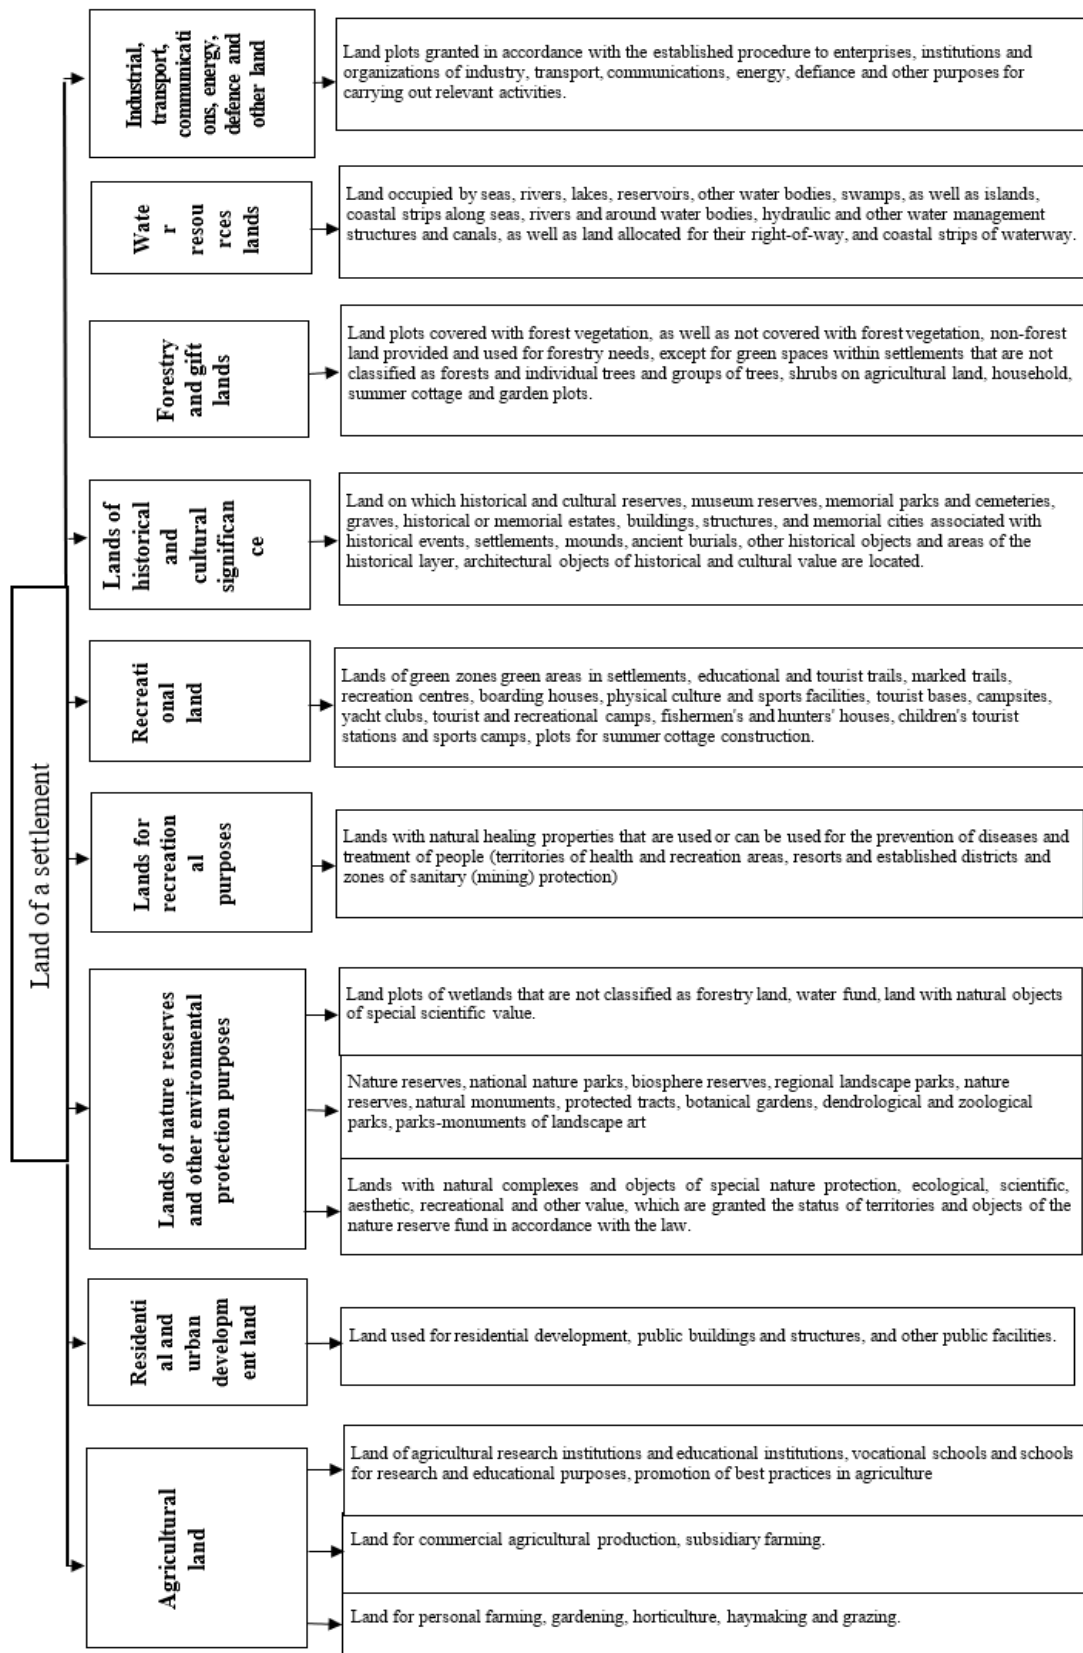 Land of a settlement
Industrial,
transport,
communicati
ons, energy,
defence and
other land
Land plots granted in accordance with the established procedure to enterprises, institutions and
organizations of industry, transport, communications, energy, defiance and other purposes for
carrying out relevant activities.
Wate
r
resou
rces
lands
Land occupied by seas, rivers, lakes, reservoirs, other water bodies, swamps, as well as islands,
coastal strips along seas, rivers and around water bodies, hydraulic and other water management
structures and canals, as well as land allocated for their right-of-way, and coastal strips of waterway.
Forestry
and gift
lands
Land plots covered with forest vegetation, as well as not covered with forest vegetation, non-forest
land provided and used for forestry needs, except for green spaces within settlements that are not
classified as forests and individual trees and groups of trees, shrubs on agricultural land, household,
summer cottage and garden plots.
Lands of
historical
and
cultural
significan
ce
Land on which historical and cultural reserves, museum reserves, memorial parks and cemeteries,
graves, historical or memorial estates, buildings, structures, and memorial cities associated with
historical events, settlements, mounds, ancient burials, other historical objects and areas of the
historical layer, architectural objects of historical and cultural value are located.
Recreati
onal
land
Lands of green zones green areas in settlements, educational and tourist trails, marked trails,
recreation centres, boarding houses, physical culture and sports facilities, tourist bases, campsites,
yacht clubs, tourist and recreational camps, fishermen's and hunters' houses, children's tourist
stations and sports camps, plots for summer cottage construction.
Lands for
recreation
al
purposes
Lands with natural healing properties that are used or can be used for the prevention of diseases and
treatment of people (territories of health and recreation areas, resorts and established districts and
zones of sanitary (mining) protection)
Lands of nature reserves
and other environmental
protection purposes
Land plots of wetlands that are not classified as forestry land, water fund, land with natural objects
of special scientific value.
Nature reserves, national nature parks, biosphere reserves, regional landscape parks, nature
reserves, natural monuments, protected tracts, botanical gardens, dendrological and zoological
parks, parks-monuments of landscape art
Lands with natural complexes and objects of special nature protection, ecological, scientific,
aesthetic, recreational and other value, which are granted the status of territories and objects of the
nature reserve fund in accordance with the law.
Residenti
al and
urban
developm
ent land
Land used for residential development, public buildings and structures, and other public facilities.
Agricultural
land
Land of agricultural research institutions and educational institutions, vocational schools and schools
for research and educational purposes, promotion of best practices in agriculture
Land for commercial agricultural production, subsidiary farming.
Land for personal farming, gardening, horticulture, haymaking and grazing.